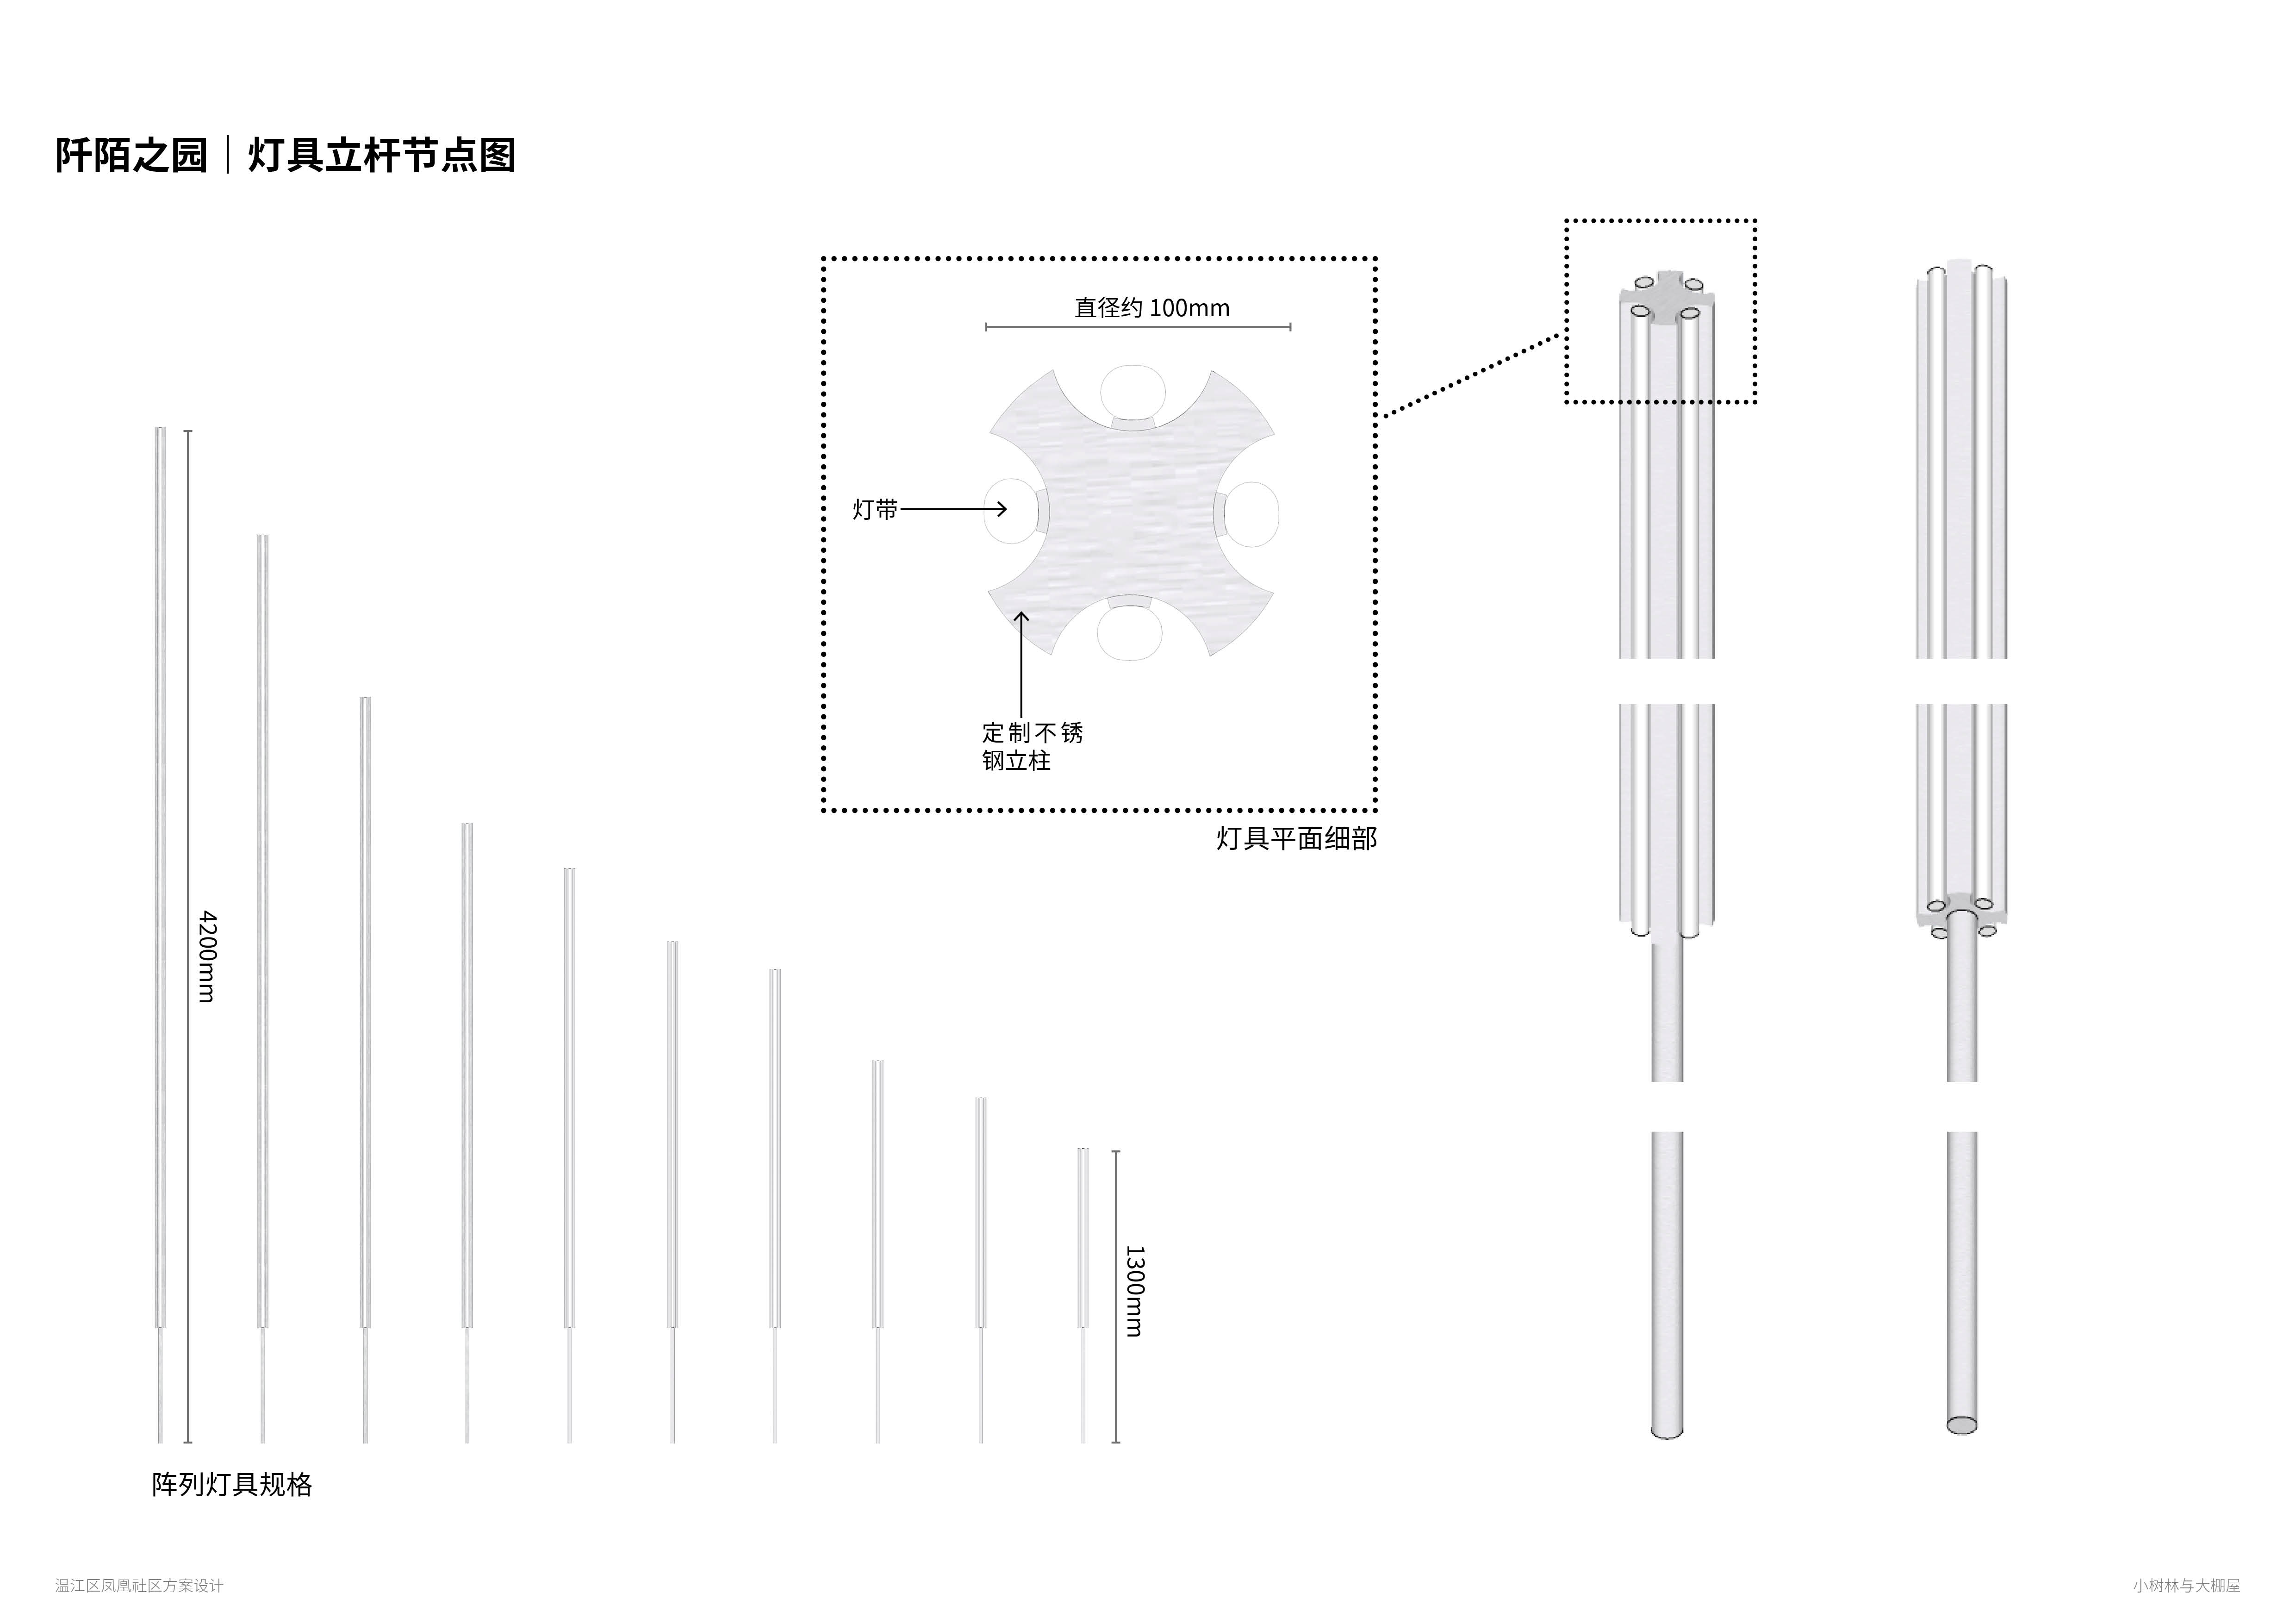 阡陌之园｜灯具立杆节点图
直径约 100mm
灯带
定制不锈
钢立柱
灯具平面细部
4200mm
1300mm
阵列灯具规格
温江区凤凰社区方案设计
小树林与大棚屋